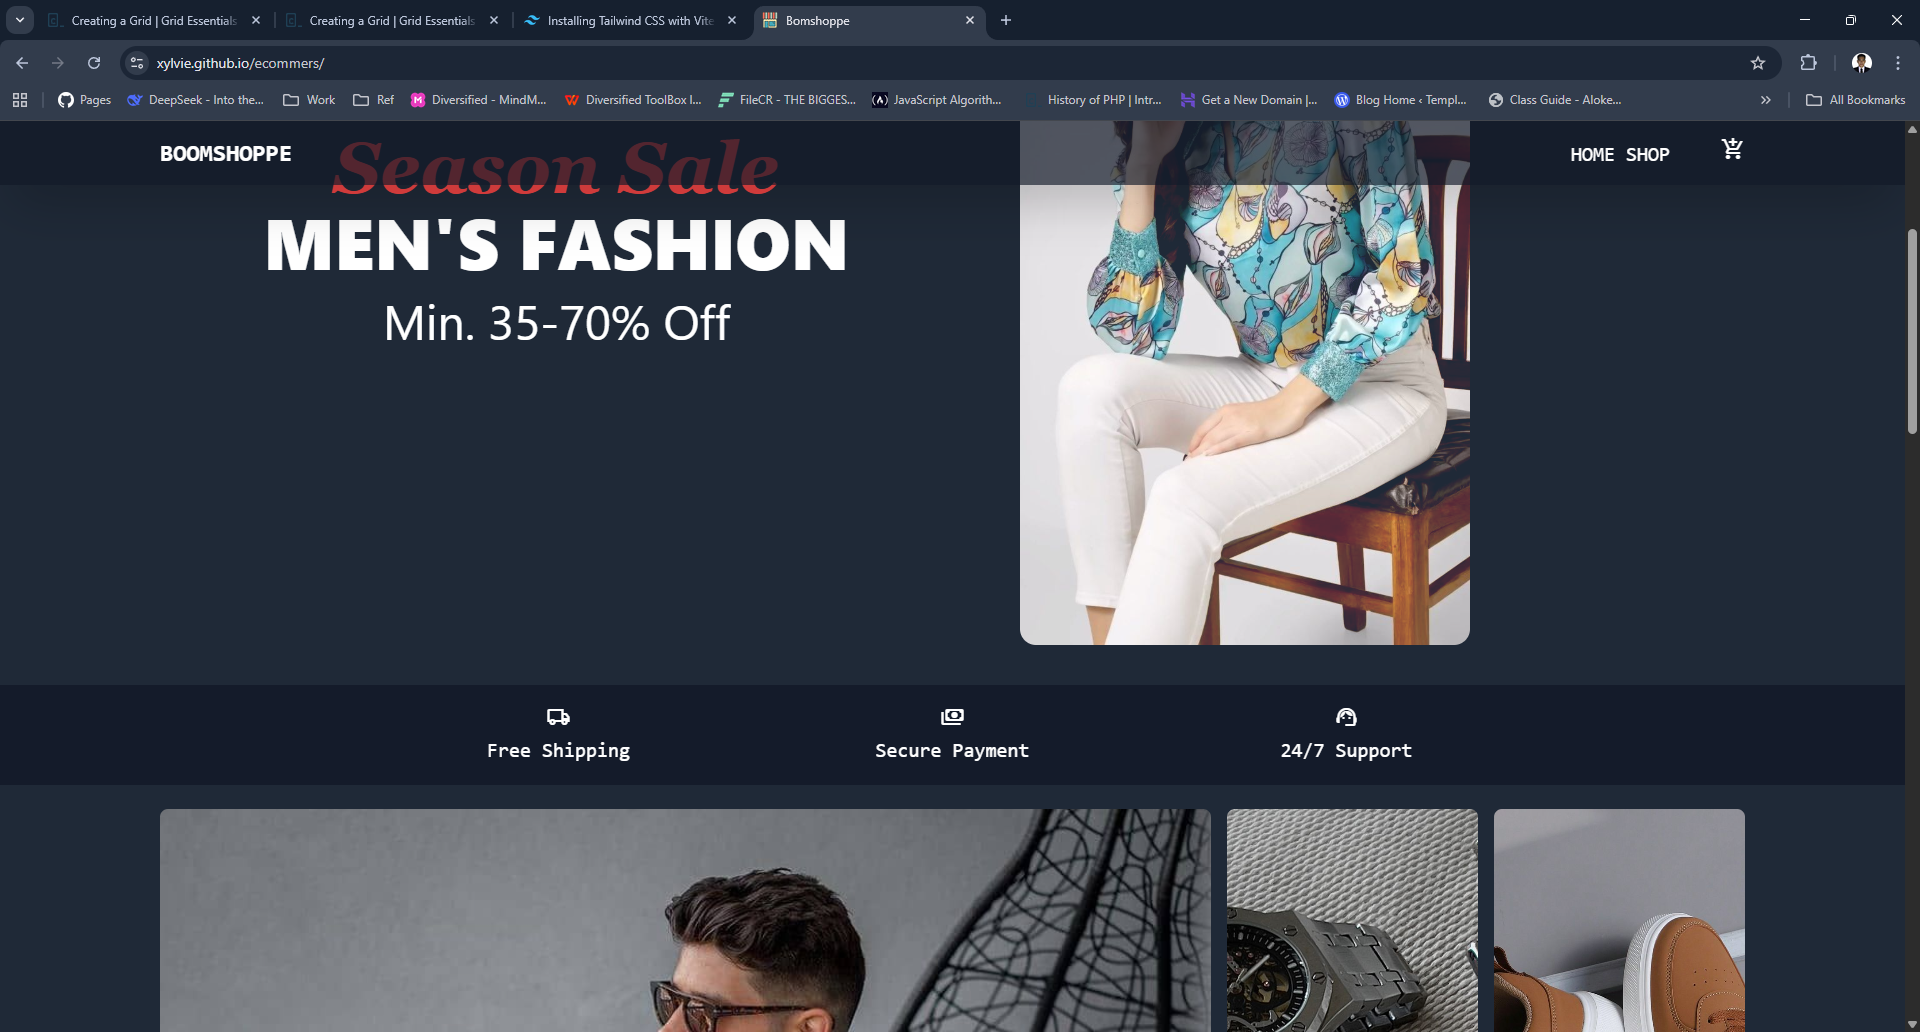 Creating a Grid | Grid Essentials
Creating a Grid | Grid Essentials
Installing Tailwind CSS with Vite
Bomshoppe
xylvie.github.io/ecommers/
Pages
DeepSeek - Into the...
Work
Ref
Diversified - MindM...
Diversified ToolBox I...
FileCR - THE BIGGES...
JavaScript Algorith...
History of PHP | Intr...
Get a New Domain |...
Blog Home ‹ Templ...
Class Guide - Aloke...
All Bookmarks
BOOMSHOPPE
HOME SHOP
Season Sale
MEN'S FASHION
Min. 35-70% Off
Free Shipping
Secure Payment
24/7 Support